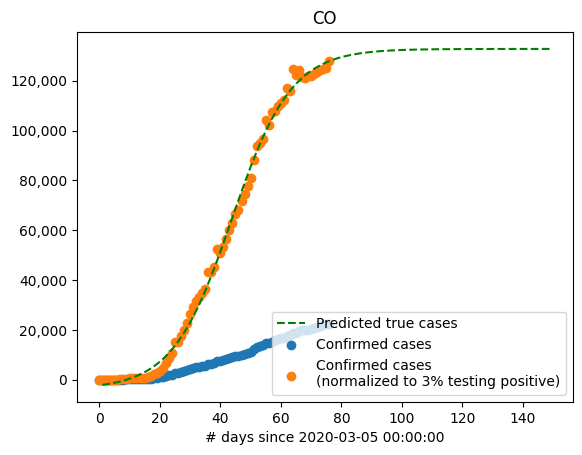 CO
120,000
100,000
80,000
60,000
40,000
20,000
0
Predicted true cases
Confirmed cases
Confirmed cases
(normalized to 3% testing positive)
0 20 40 60 80 100 120 140
# days since 2020-03-05 00:00:00